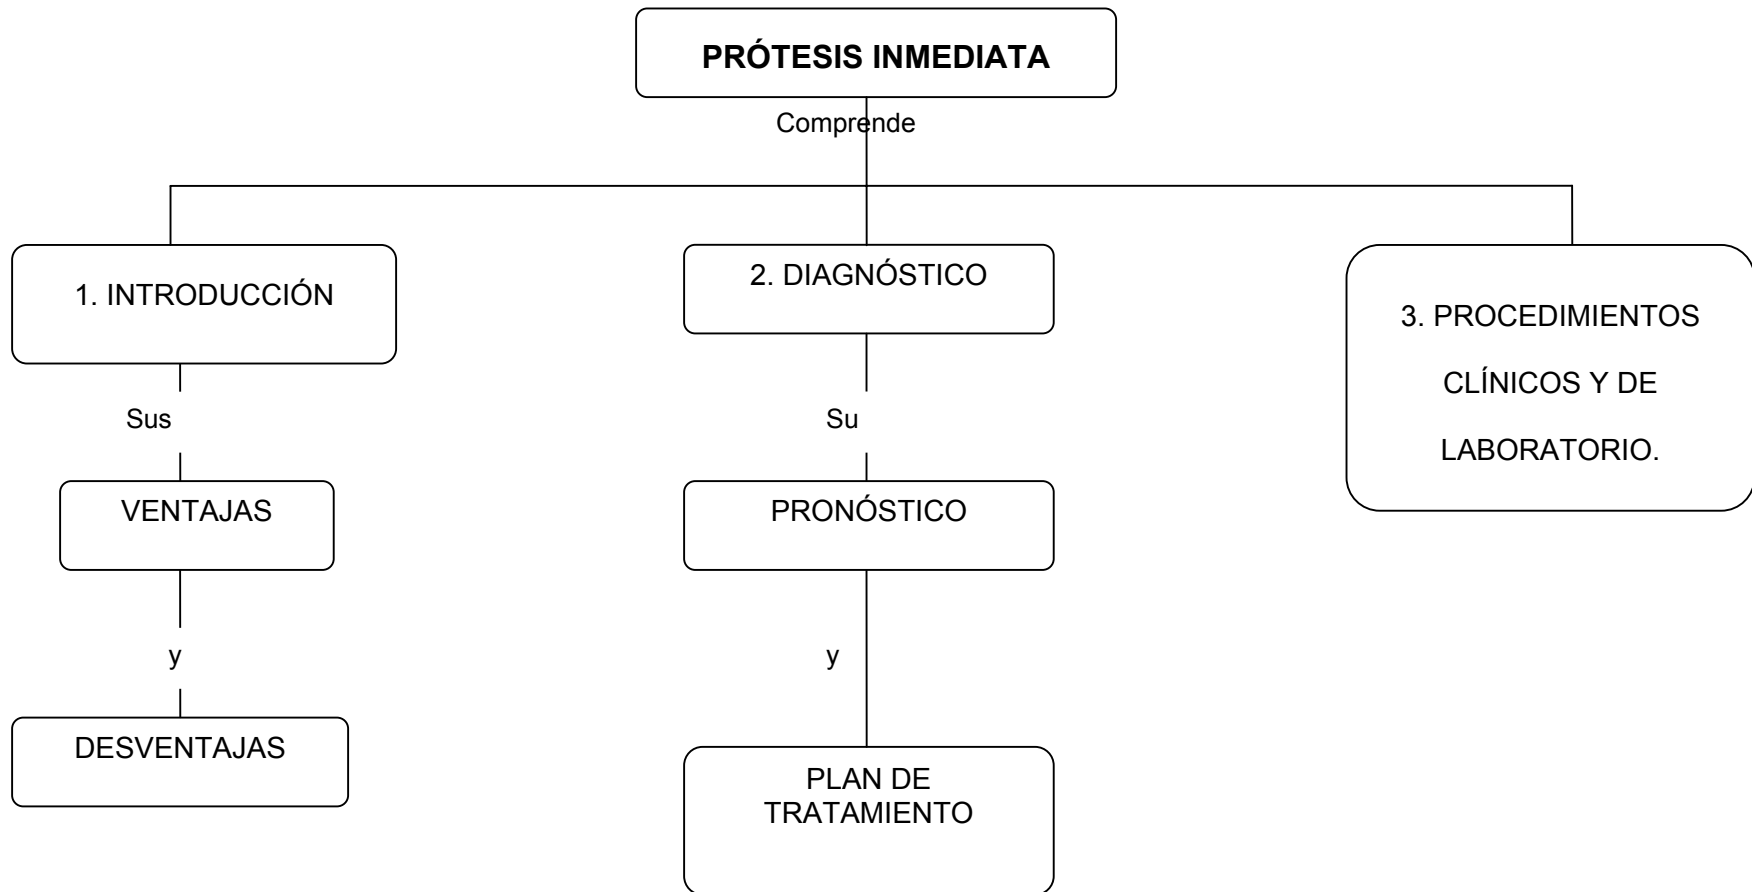 PRÓTESIS INMEDIATA
Comprende
1. INTRODUCCIÓN
Sus
VENTAJAS
y
DESVENTAJAS
2. DIAGNÓSTICO
Su
PRONÓSTICO
y
PLAN DE
TRATAMIENTO
3. PROCEDIMIENTOS
CLÍNICOS Y DE
LABORATORIO.